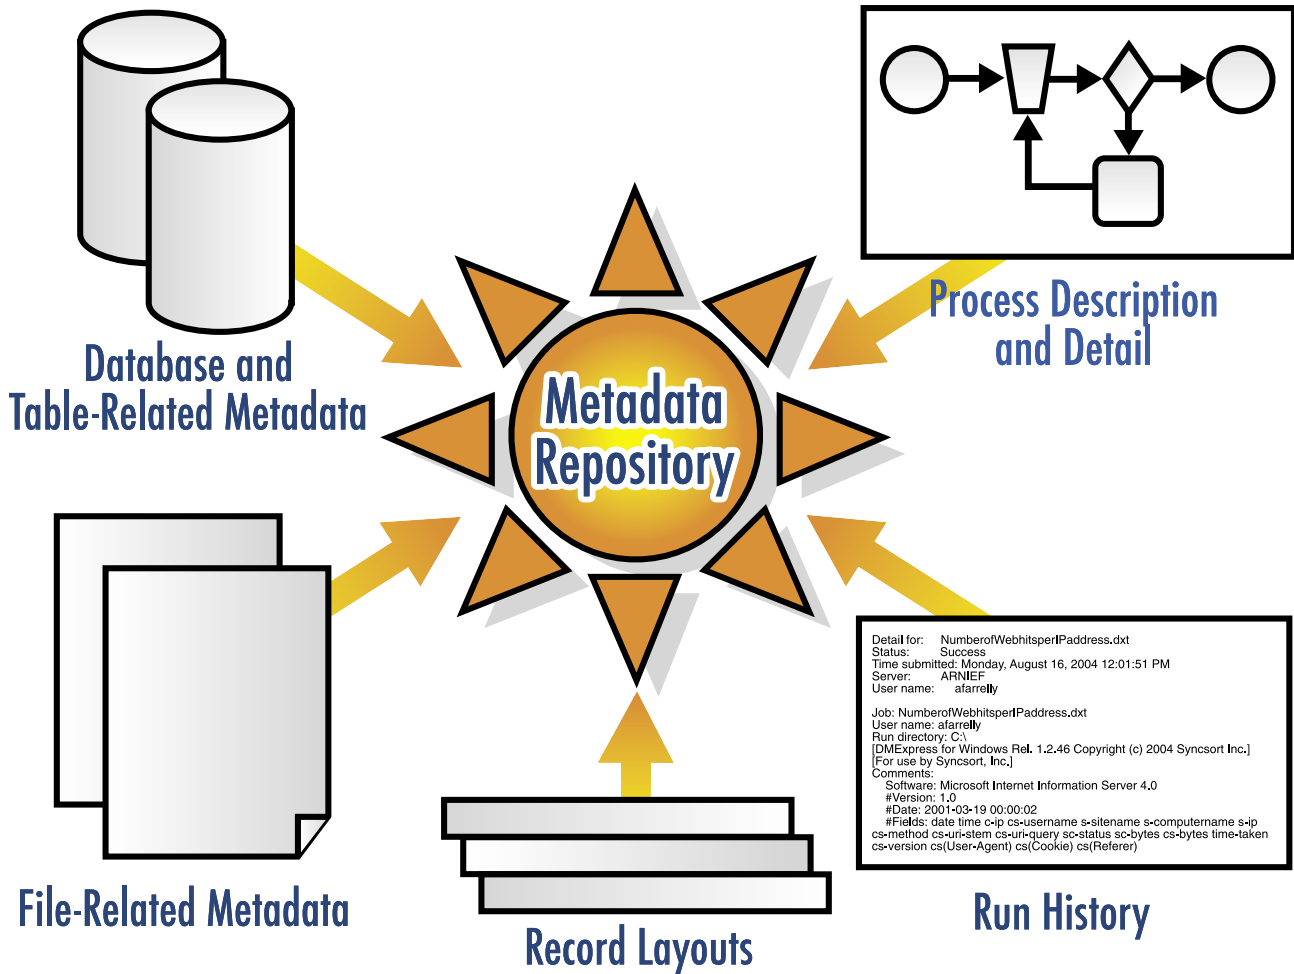 Process Description
and Detail
Database and
Table-Related Metadata
Metadata
Repository
Detail for: NumberofWebhitsperIPaddress.dxt
Status: Success
Time submitted: Monday, August 16, 2004 12:01:51 PM
Server: ARNIEF
User name: afarrelly
Job: NumberofWebhitsperIPaddress.dxt
User name: afarrelly
Run directory: C:\
[DMExpress for Windows Rel. 1.2.46 Copyright (c) 2004 Syncsort Inc.]
[For use by Syncsort, Inc.]
Comments:
Software: Microsoft Internet Information Server 4.0
#Version: 1.0
#Date: 2001-03-19 00:00:02
#Fields: date time c-ip cs-username s-sitename s-computername s-ip
cs-method cs-uri-stem cs-uri-query sc-status sc-bytes cs-bytes time-taken
cs-version cs(User-Agent) cs(Cookie) cs(Referer)
File-Related Metadata
Record Layouts
Run History